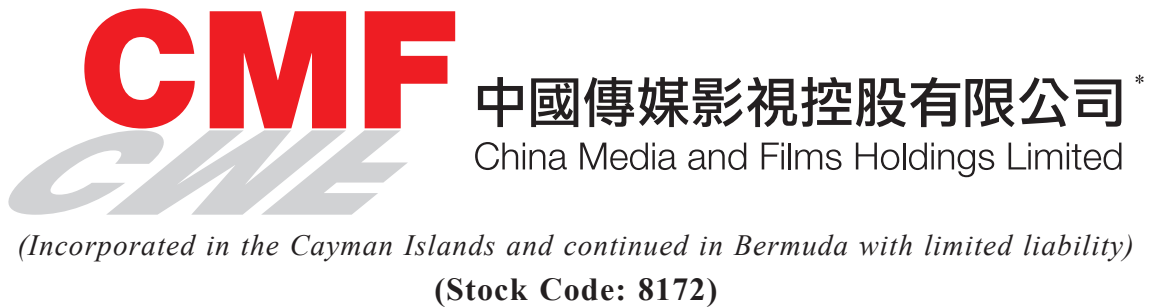 CMF
中國傳媒影視控股有限公司*
China Media and Films Holdings Limited
(Incorporated in the Cayman Islands and continued in Bermuda with limited liability)
(Stock Code: 8172)